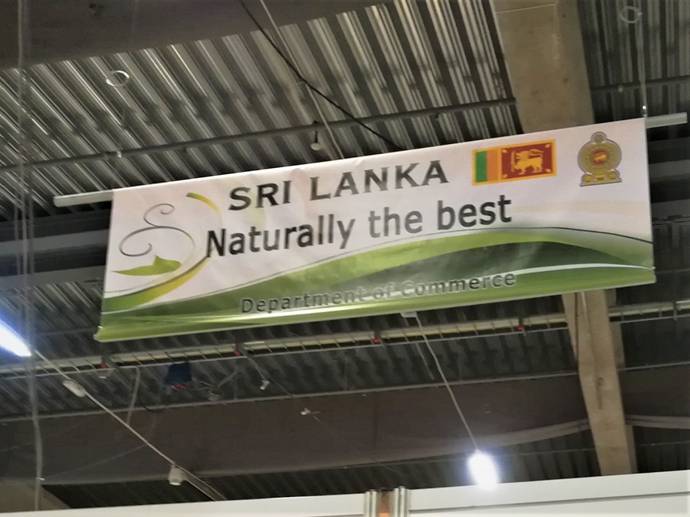 SRI LANKA
Naturally the best
Department of Commerce